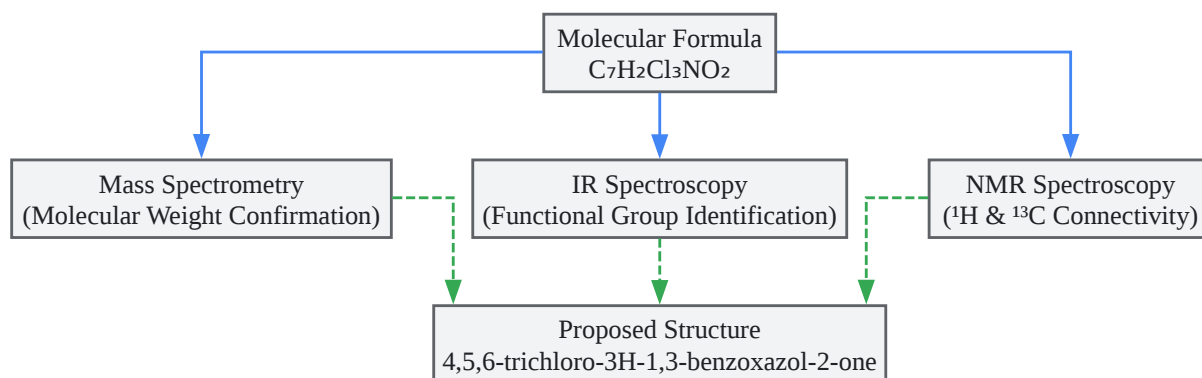 Molecular Formula
C₇H₂Cl₃NO₂
Mass Spectrometry
(Molecular Weight Confirmation)
IR Spectroscopy
(Functional Group Identification)
NMR Spectroscopy
(¹H & ¹³C Connectivity)
Proposed Structure
4,5,6-trichloro-3H-1,3-benzoxazol-2-one